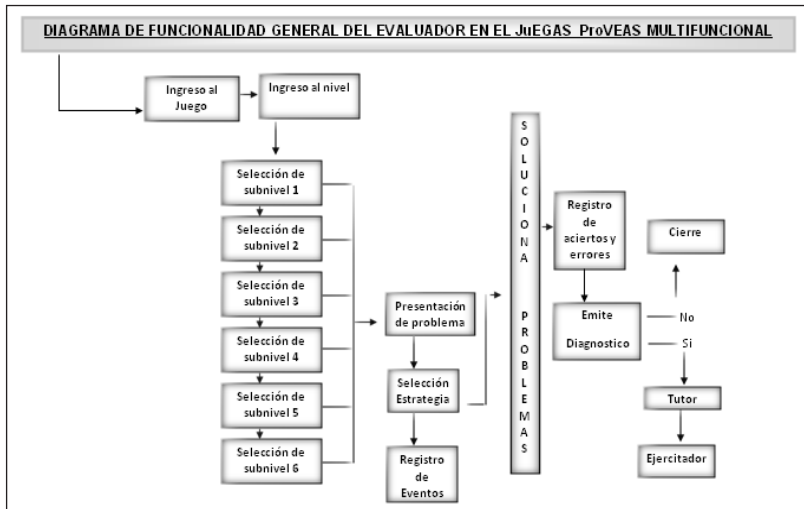 DIAGRAMA DE FUNCIONALIDAD GENERAL DEL EVALUADOR EN EL JuEGAS ProVEAS MULTIFUNCIONAL
Ingreso al
Juego
Ingreso al nivel
Selección de
subnivel 1
Selección de
subnivel 2
Selección de
subnivel 3
Selección de
subnivel 4
Selección de
subnivel 5
Selección de
subnivel 6
Presentación
de problema
Selección
Estrategia
Registro
de
Eventos
SOLUCIONA PROBLEMAS
Registro
de
aciertos y
errores
Emite
Diagnostico
No
Si
Cierre
Tutor
Ejercitador